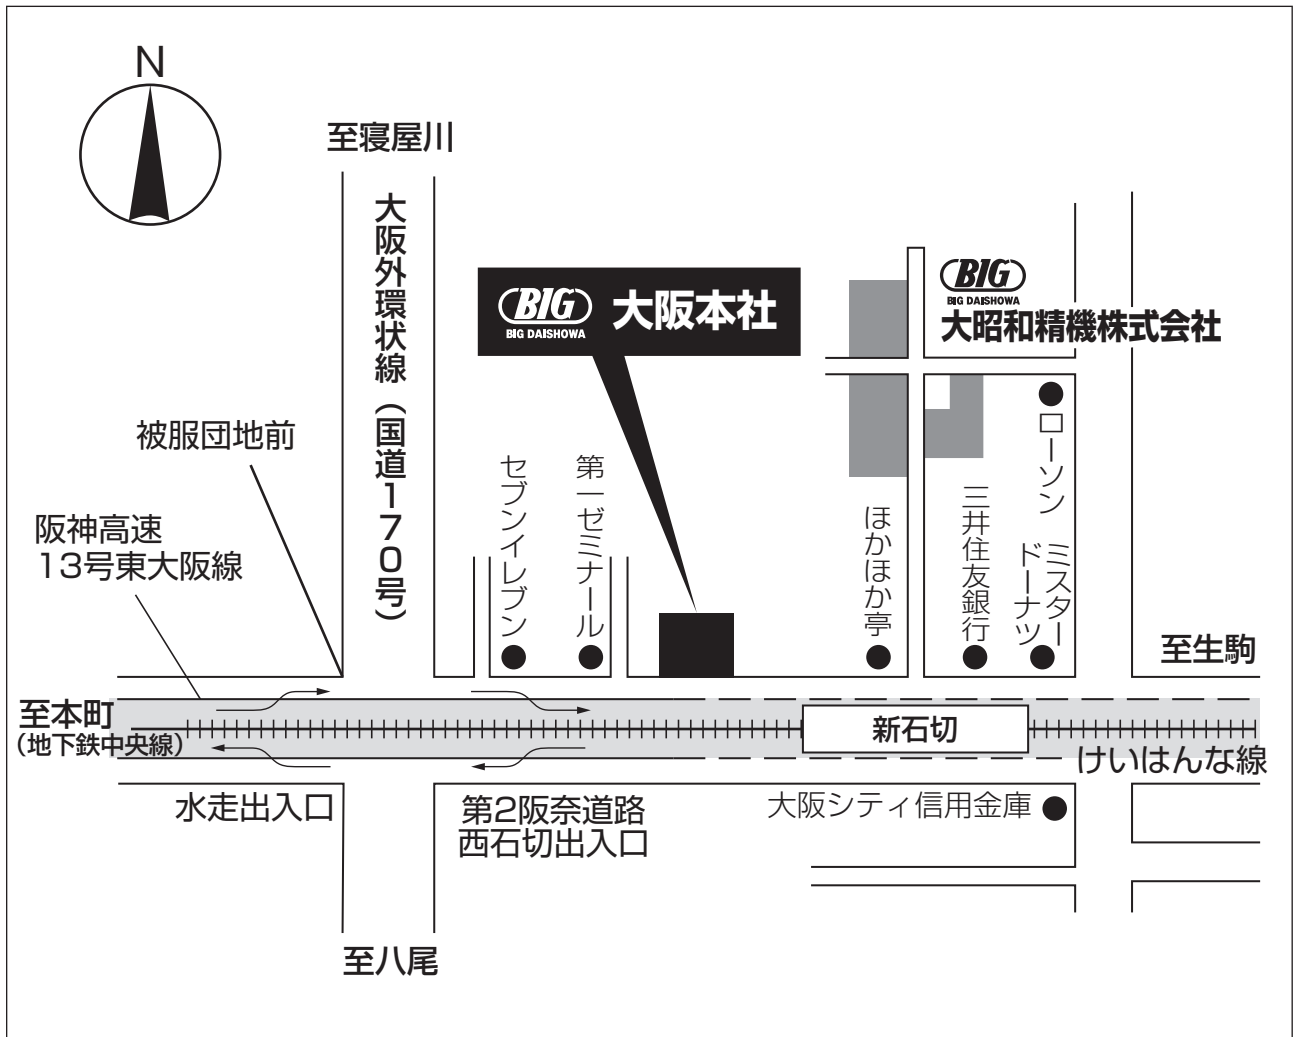 N
至寝屋川
大阪外環状線（国道170号）
BIG
BIG DAISHOWA
大阪本社
BIG
BIG DAISHOWA
大昭和精機株式会社
被服団地前
阪神高速
13号東大阪線
セブンイレブン
第一ゼミナール
ほかほか亭
三井住友銀行
ローソン
ミスター
ドーナツ
至生駒
至本町
（地下鉄中央線）
新石切
けいはんな線
水走出入口
第2阪奈道路
西石切出入口
大阪シティ信用金庫
至八尾